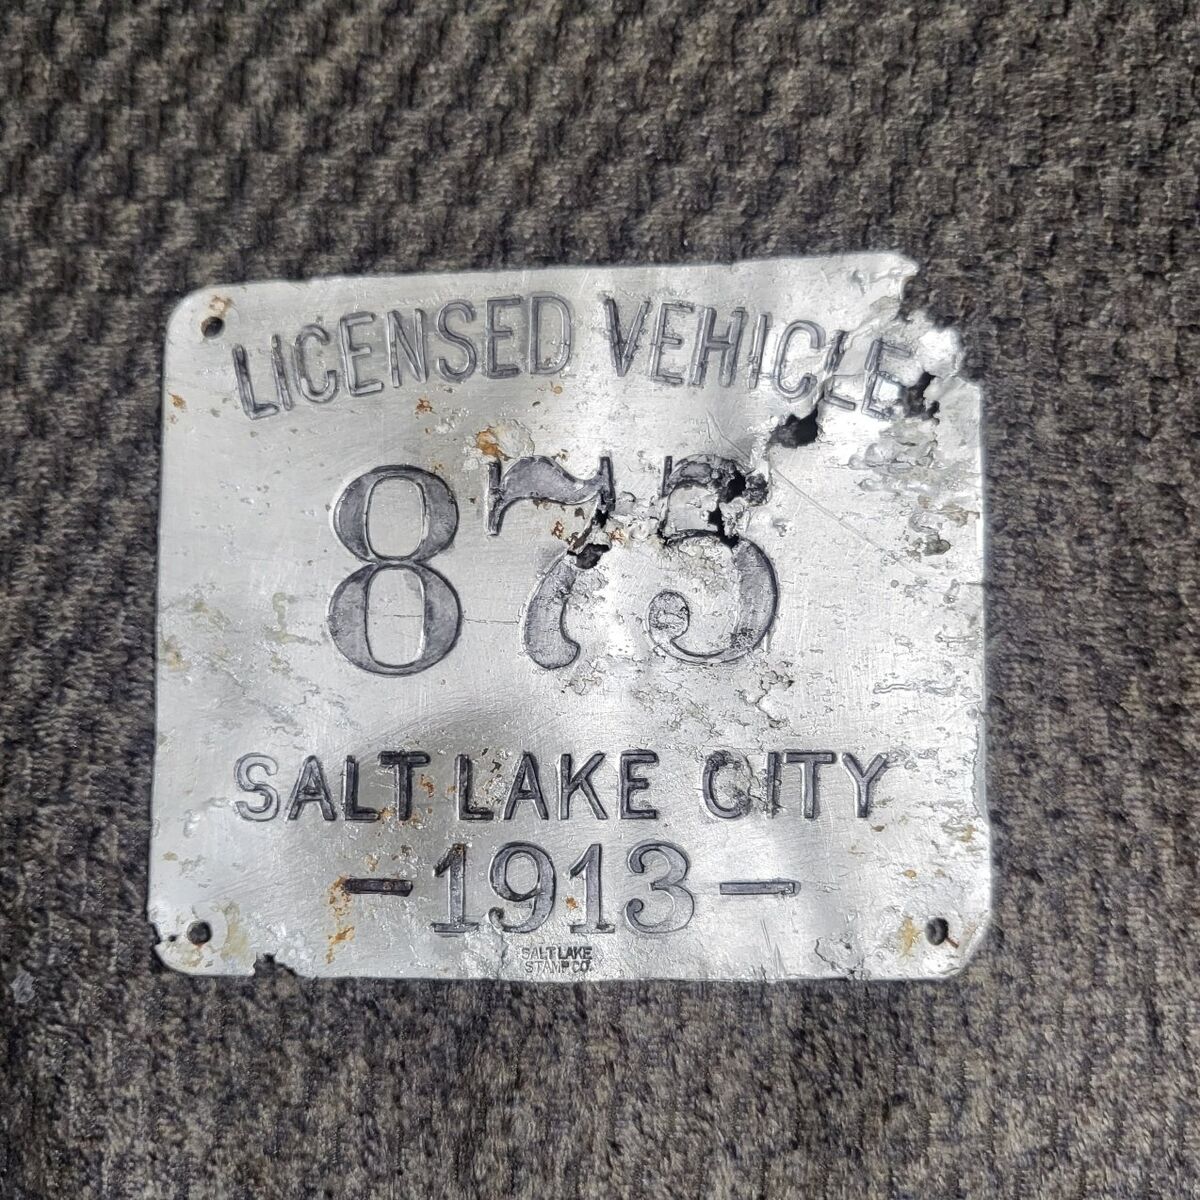 LICENSED VEHICLE
875
SALT LAKE CITY
- 1913 -
SALT LAKE
STAMP CO.